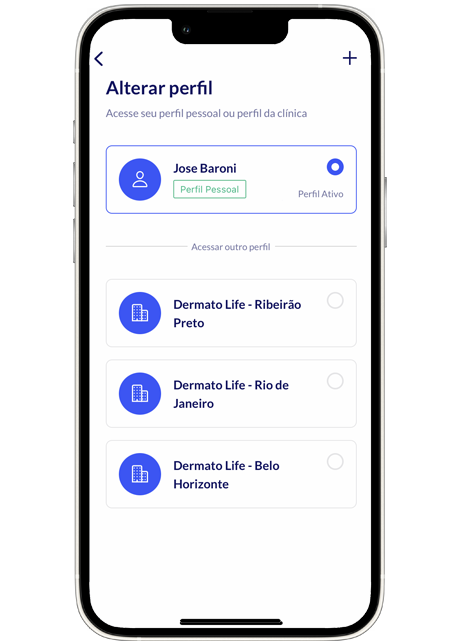 Alterar perfil
Acesse seu perfil pessoal ou perfil da clínica
Jose Baroni
Perfil Pessoal
Perfil Ativo
Acessar outro perfil
Dermato Life - Ribeirão
Preto
Dermato Life - Rio de
Janeiro
Dermato Life - Belo
Horizonte